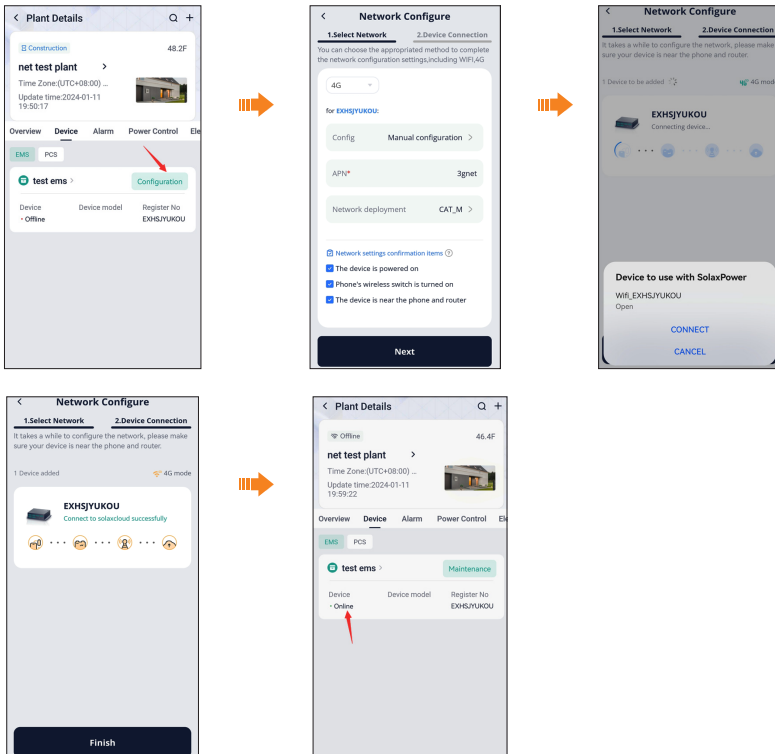 Plant Details
Construction 48.2F
net test plant
Time Zone:(UTC+08:00) ...
Update time:2024-01-11
19:50:17
Overview Device Alarm Power Control Ele
EMS PCS
test ems Configuration
Device Device model Register No
• Offline EXHSJYUKOU
Network Configure
1.Select Network 2.Device Connection
You can choose the appropriated method to complete
the network configuration settings,including WIFI,4G
4G
for EXHSJYUKOU:
Config Manual configuration
APN* 3gnet
Network deployment CAT_M
Network settings confirmation items
The device is powered on
Phone's wireless switch is turned on
The device is near the phone and router
Next
Network Configure
1.Select Network 2.Device Connection
It takes a while to configure the network, please make
sure your device is near the phone and router.
1 Device to be added 4G mod
EXHSJYUKOU
Connecting device...
Device to use with SolaxPower
Wifi_EXHSJYUKOU
Open
CONNECT
CANCEL
Network Configure
1.Select Network 2.Device Connection
It takes a while to configure the network, please make
sure your device is near the phone and router.
1 Device added 4G mode
EXHSJYUKOU
Connect to solaxcloud successfully
Finish
Plant Details
Offline 46.4F
net test plant
Time Zone:(UTC+08:00) ...
Update time:2024-01-11
19:59:22
Overview Device Alarm Power Control Ele
EMS PCS
test ems Maintenance
Device Device model Register No
• Online EXHSJYUKOU